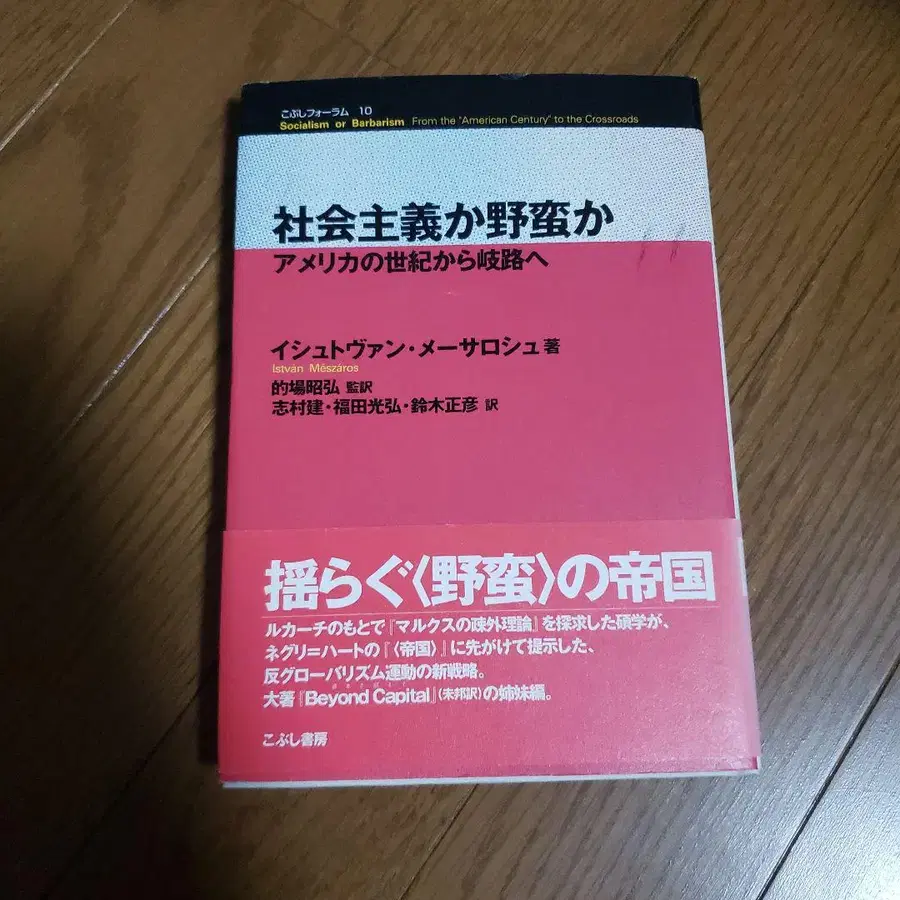 こぶしフォーラム 10
Socialism or Barbarism From the "American Century" to the Crossroads
社会主義か野蛮か
アメリカの世紀から岐路へ
イシュトヴァン・メーサロシュ 著
István Mészáros
的場昭弘 監訳
志村建・福田光弘・鈴木正彦 訳
揺らぐ〈野蛮〉の帝国
ルカーチのもとで『マルクスの疎外理論』を探求した碩学が、
ネグリ=ハートの『〈帝国〉』に先がけて提示した、
反グローバリズム運動の新戦略。
大著『Beyond Capital』(未邦訳)の姉妹編。
こぶし書房